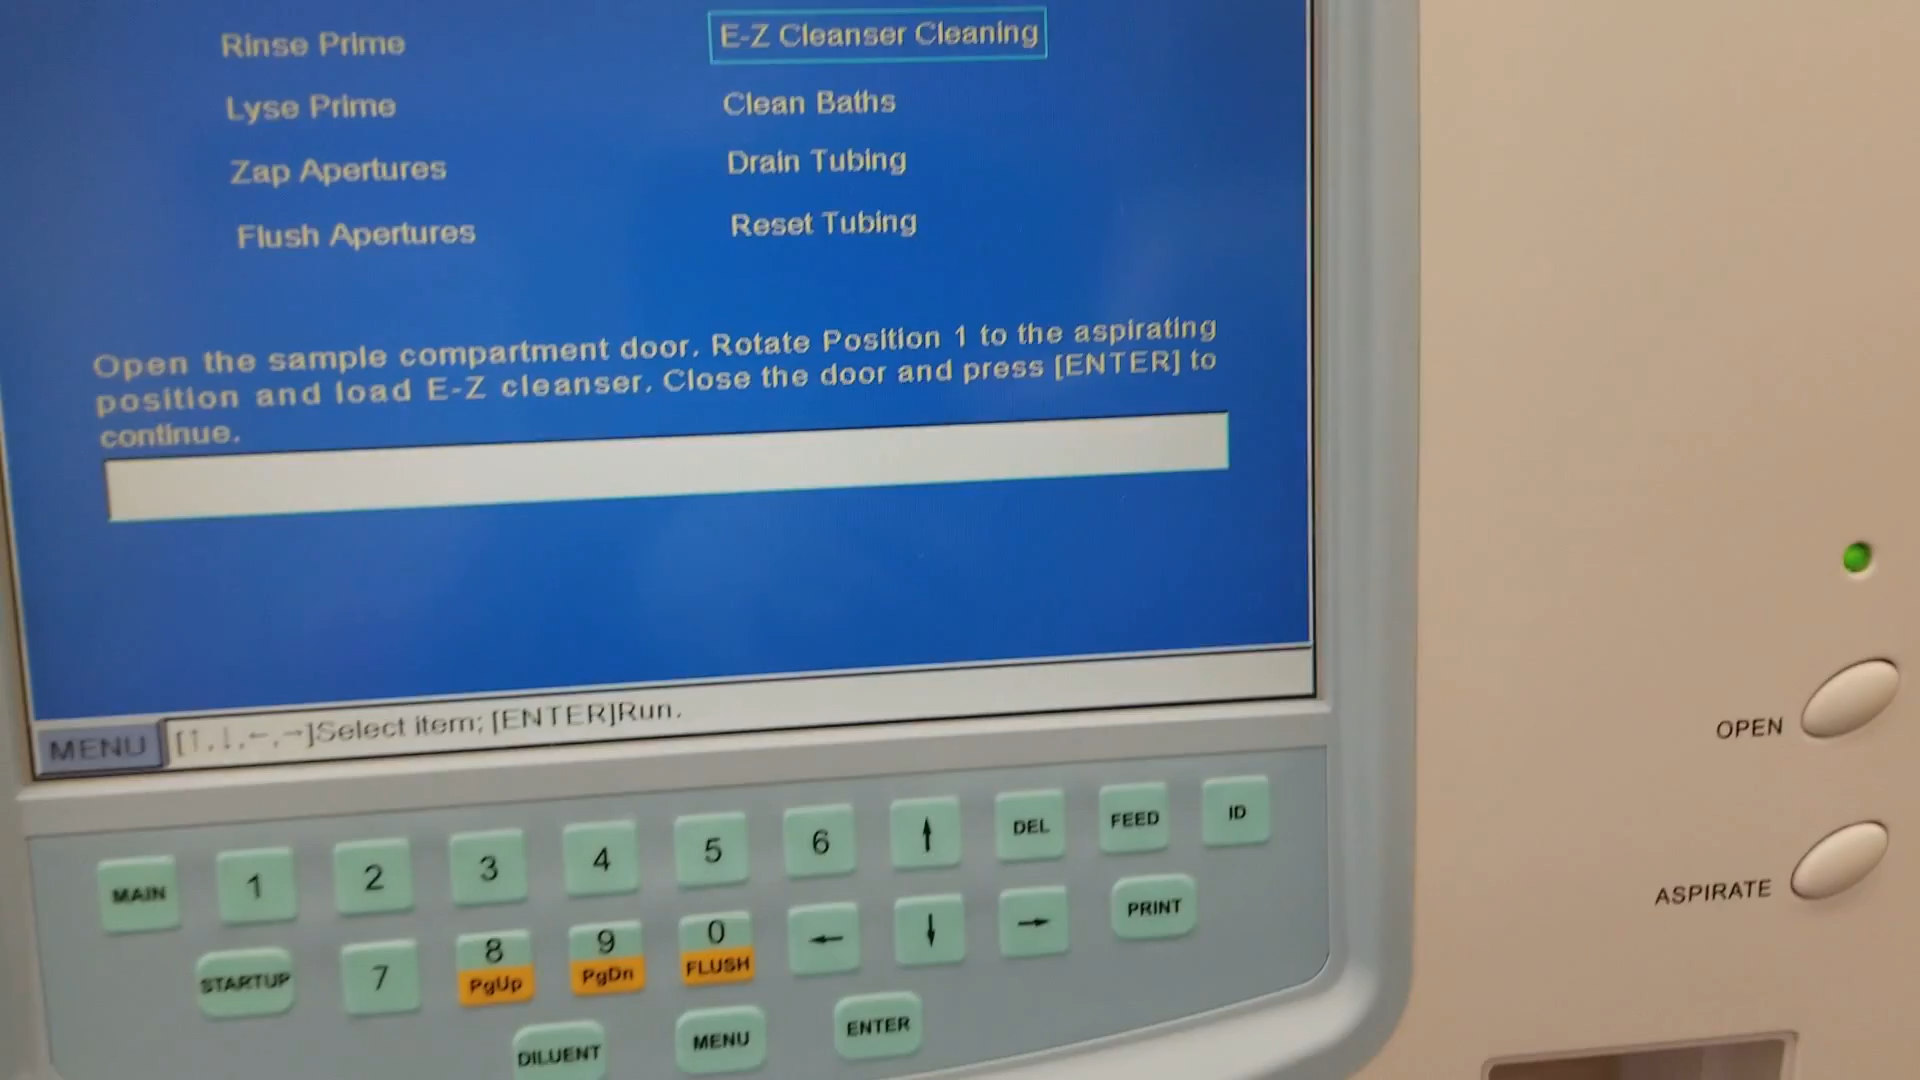 Rinse Prime
E-Z Cleanser Cleaning
Lyse Prime
Clean Baths
Zap Apertures
Drain Tubing
Flush Apertures
Reset Tubing
Open the sample compartment door. Rotate Position 1 to the aspirating
position and load E-Z cleanser. Close the door and press [ENTER] to
continue.
MENU
[↑,↓,←,→]Select item; [ENTER]Run.
OPEN
ASPIRATE
MAIN 1 2 3 4 5 6 ↑ DEL FEED ID
STARTUP 7 8 9 0 ← ↓ → PRINT
PgUp PgDn FLUSH
DILUENT MENU ENTER